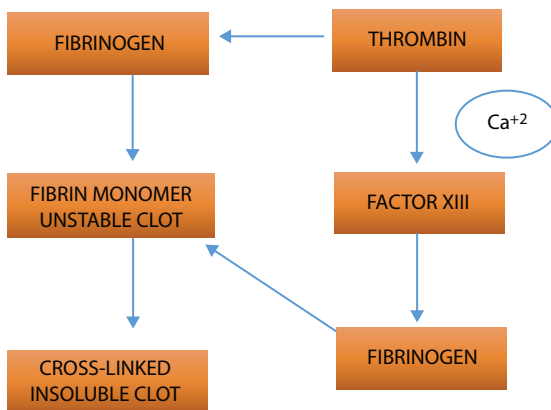 FIBRINOGEN
THROMBIN
Ca+2
FIBRIN MONOMER
UNSTABLE CLOT
FACTOR XIII
CROSS-LINKED
INSOLUBLE CLOT
FIBRINOGEN